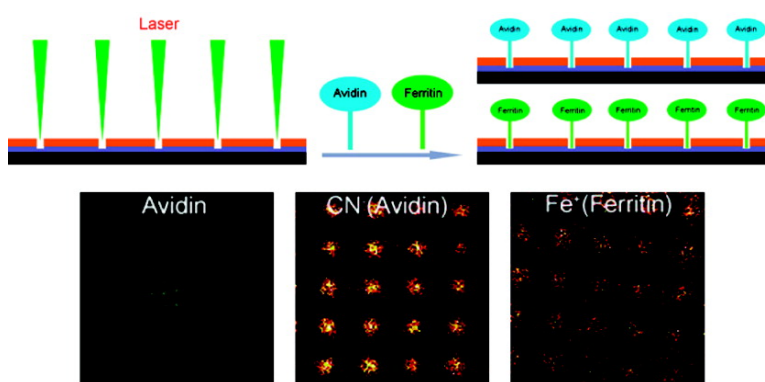 Laser
Avidin Ferritin
Avidin Avidin Avidin Avidin Avidin
Ferritin Ferritin Ferritin Ferritin Ferritin
Avidin
CN (Avidin)
Fe⁺ (Ferritin)